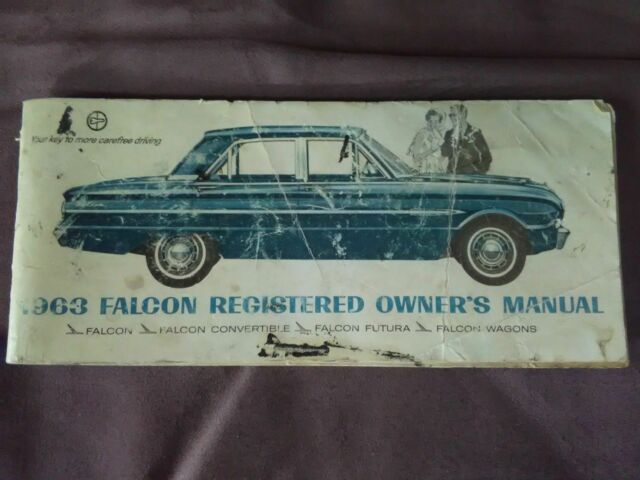 Your key to more carefree driving
1963 FALCON REGISTERED OWNER'S MANUAL
FALCON FALCON CONVERTIBLE FALCON FUTURA FALCON WAGONS